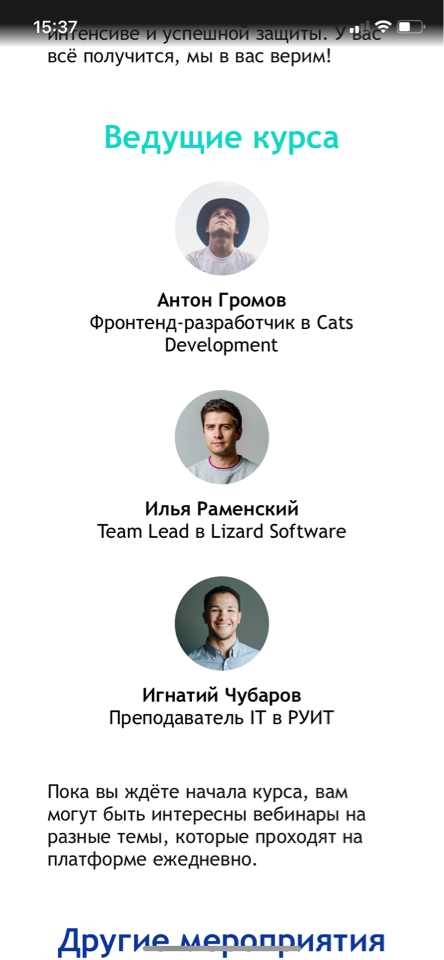 15:37
интенсиве и успешной защиты. У вас
всё получится, мы в вас верим!
Ведущие курса
Антон Громов
Фронтенд-разработчик в Cats
Development
Илья Раменский
Team Lead в Lizard Software
Игнатий Чубаров
Преподаватель IT в РУИТ
Пока вы ждёте начала курса, вам
могут быть интересны вебинары на
разные темы, которые проходят на
платформе ежедневно.
Другие мероприятия